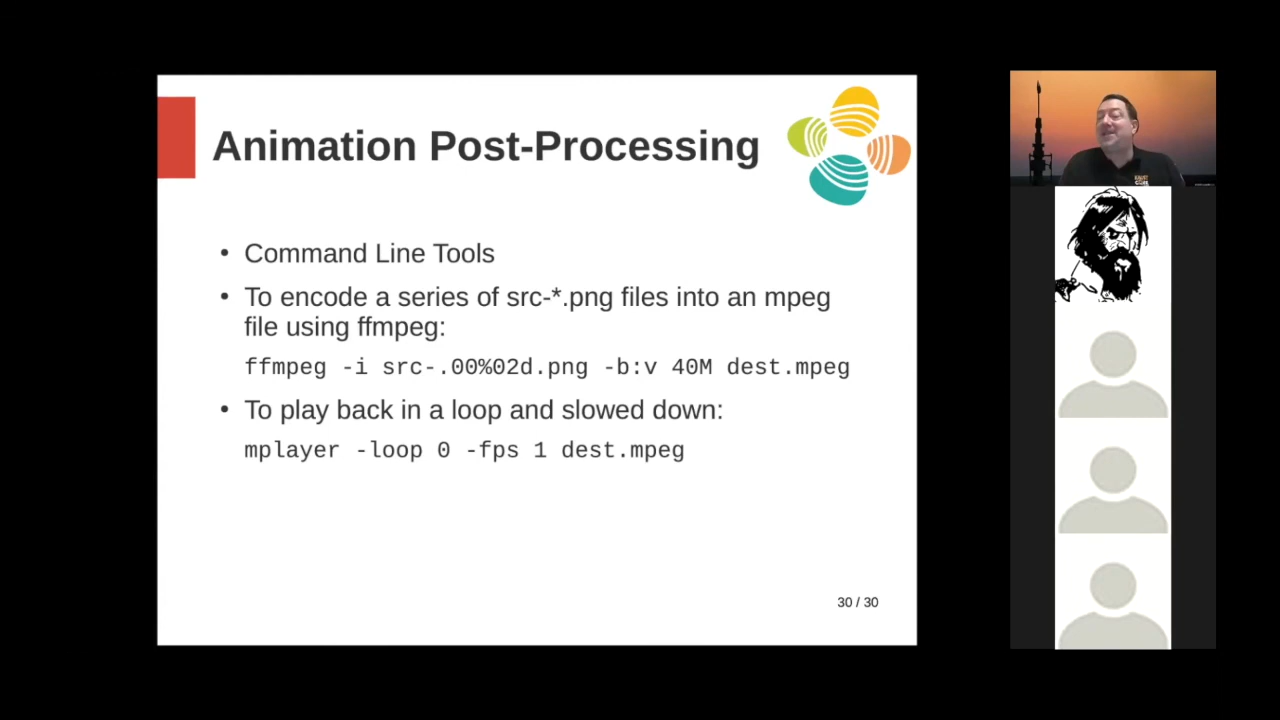 Animation Post-Processing
• Command Line Tools
• To encode a series of src-*.png files into an mpeg
file using ffmpeg:
ffmpeg -i src-.00%02d.png -b:v 40M dest.mpeg
• To play back in a loop and slowed down:
mplayer -loop 0 -fps 1 dest.mpeg
30 / 30